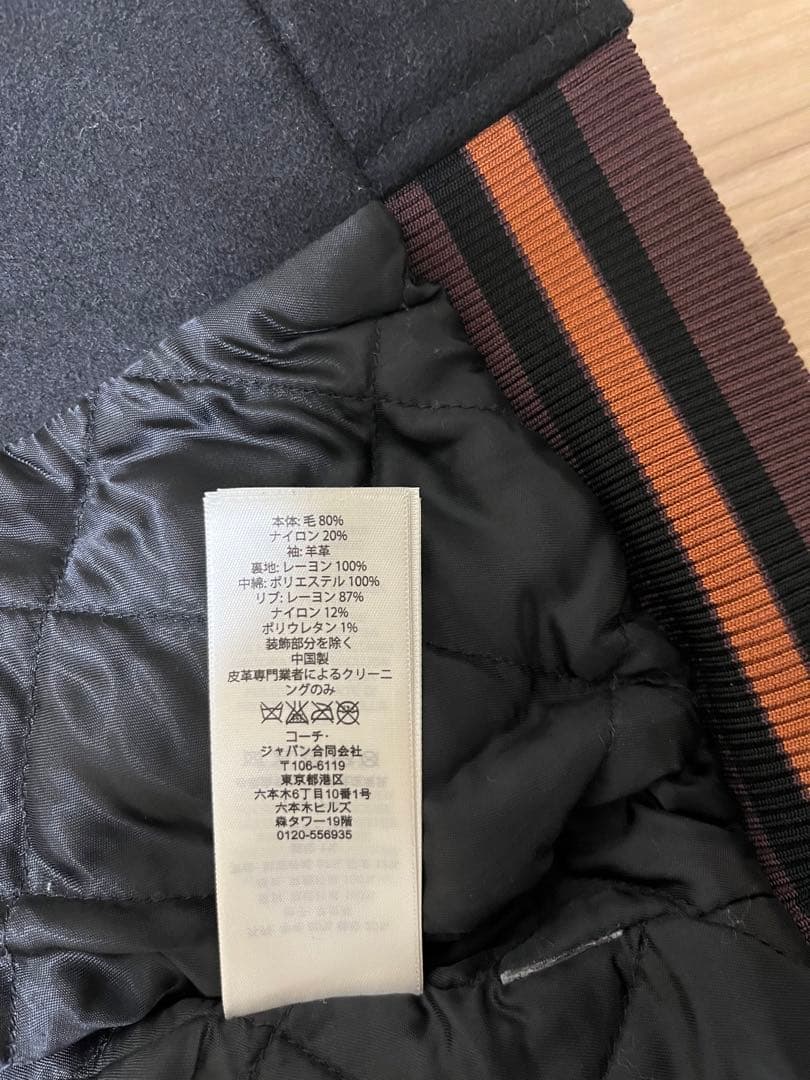 本体: 毛 80%
ナイロン 20%
袖: 羊革
裏地: レーヨン 100%
中綿: ポリエステル 100%
リブ: レーヨン 87%
ナイロン 12%
ポリウレタン 1%
装飾部分を除く
中国製
皮革専門業者によるクリーニ
ングのみ
コーチ・
ジャパン合同会社
〒106-6119
東京都港区
六本木6丁目10番1号
六本木ヒルズ
森タワー19階
0120-556935